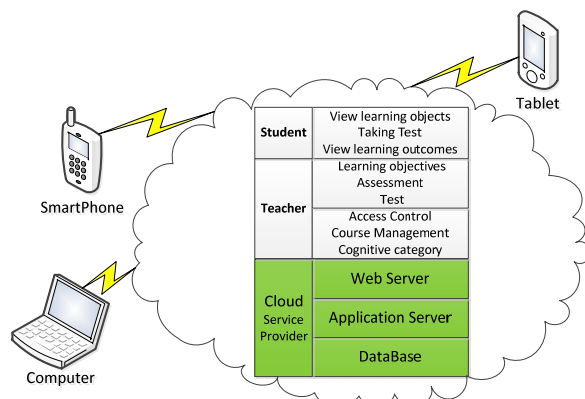 Tablet
SmartPhone
Computer
Student
View learning objects
Taking Test
View learning outcomes
Teacher
Learning objectives
Assessment
Test
Access Control
Course Management
Cognitive category
Cloud
Service
Provider
Web Server
Application Server
DataBase